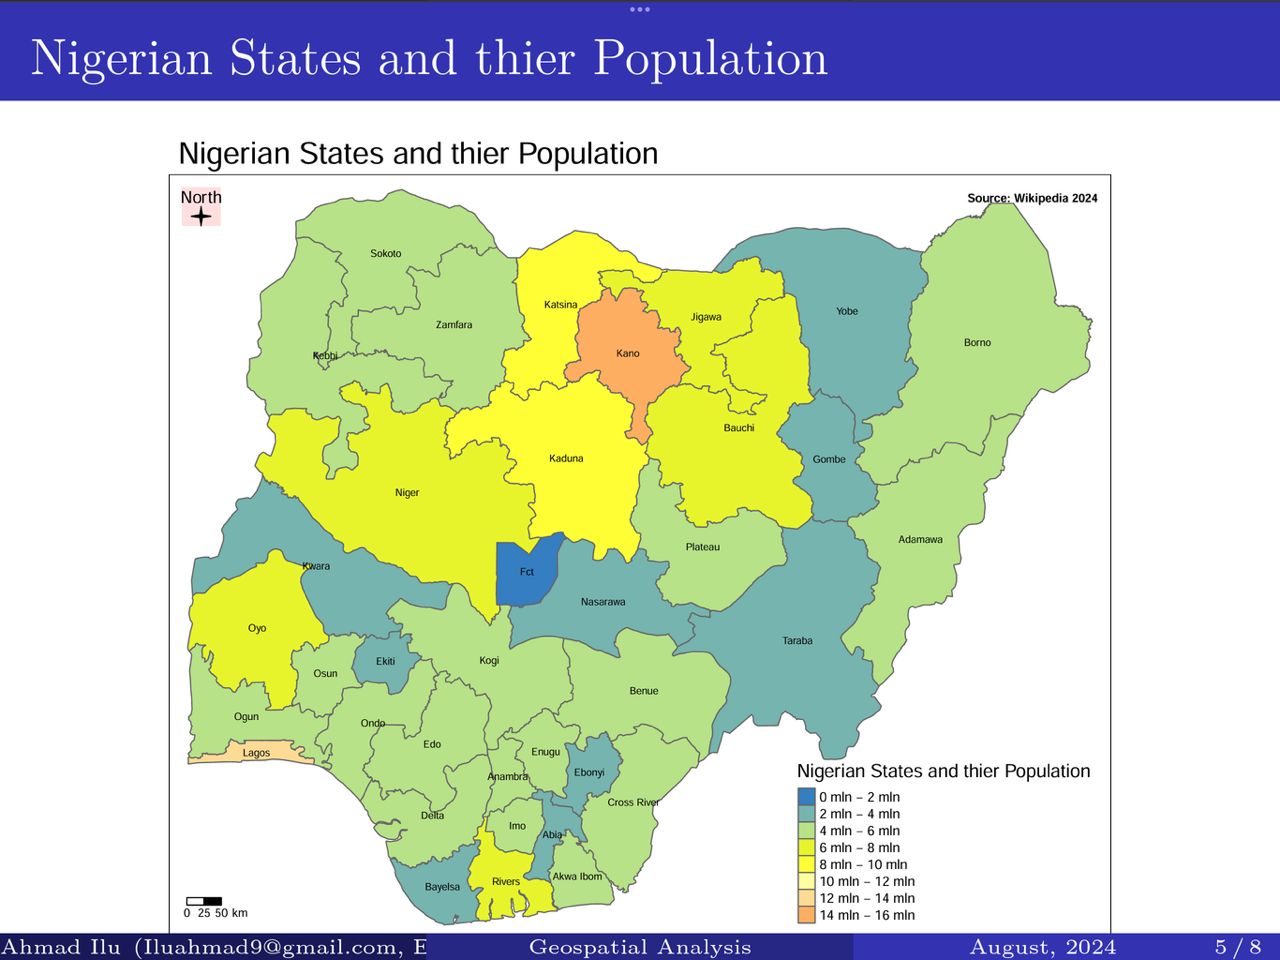 Nigerian States and thier Population
Nigerian States and thier Population
North
Source: Wikipedia 2024
Sokoto
Katsina
Jigawa
Yobe
Zamfara
Borno
Kebbi
Kano
Bauchi
Kaduna
Gombe
Niger
Adamawa
Plateau
Kwara
Fct
Nasarawa
Oyo
Taraba
Ekiti
Kogi
Osun
Benue
Ogun
Ondo
Edo
Lagos
Enugu
Anambra
Ebonyi
Cross River
Delta
Imo
Abia
Akwa Ibom
Rivers
Bayelsa
Nigerian States and thier Population
0 mln – 2 mln
2 mln – 4 mln
4 mln – 6 mln
6 mln – 8 mln
8 mln – 10 mln
10 mln – 12 mln
12 mln – 14 mln
14 mln – 16 mln
0 25 50 km
Ahmad Ilu (Iluahmad9@gmail.com, E
Geospatial Analysis
August, 2024
5 / 8